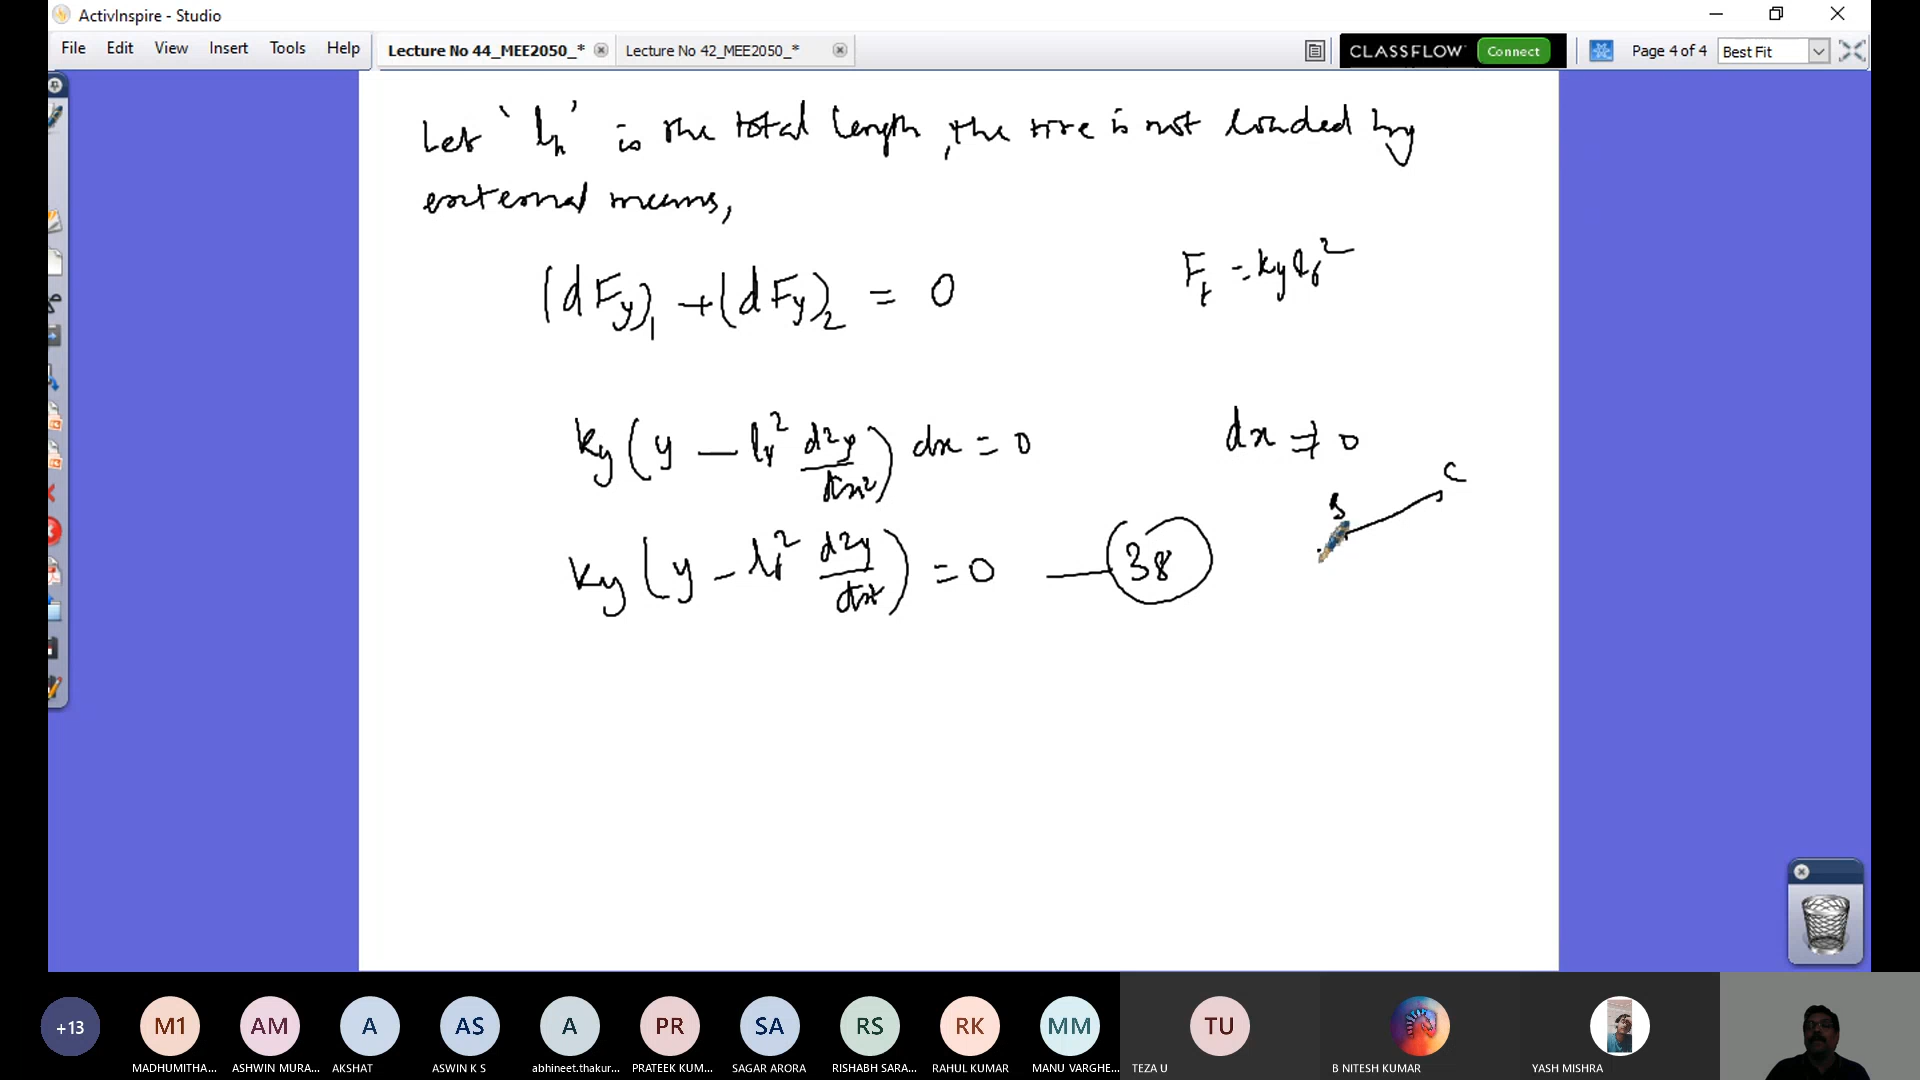 ActivInspire - Studio
File Edit View Insert Tools Help
Lecture No 44_MEE2050_*
Lecture No 42_MEE2050_*
CLASSFLOW Connect
Page 4 of 4
Best Fit
Let 'lh' is the total length, the tire is not loaded by
external means,
(dFy)1 + (dFy)2 = 0
Ft = ky lr²
ky (y - lr² d2y/dx²) dx = 0
dx ≠ 0
B C
ky (y - lr² d2y/dx²) = 0 — 38
+13
M1 AM A AS A PR SA RS RK MM TU
MADHUMITHA... ASHWIN MURA... AKSHAT ASWIN K S abhineet.thakur... PRATEEK KUM... SAGAR ARORA RISHABH SARA... RAHUL KUMAR MANU VARGHE... TEZA U B NITESH KUMAR YASH MISHRA